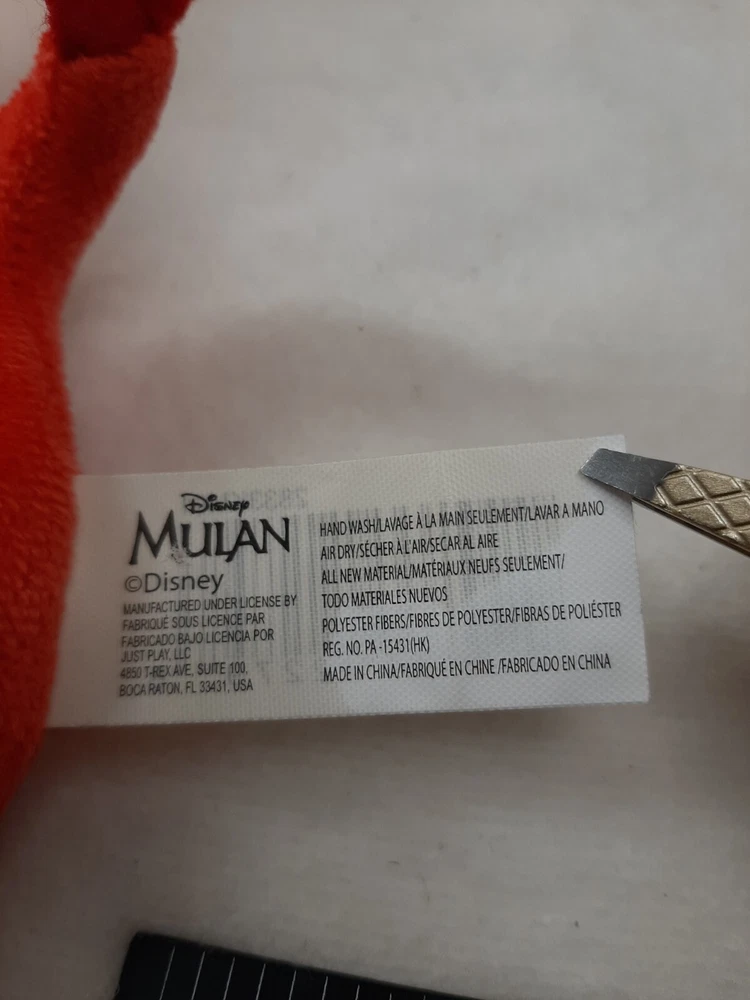 Disney
MULAN
©Disney
MANUFACTURED UNDER LICENSE BY
FABRIQUÉ SOUS LICENCE PAR
FABRICADO BAJO LICENCIA POR
JUST PLAY, LLC
4850 T-REX AVE, SUITE 100,
BOCA RATON, FL 33431, USA
HAND WASH/LAVAGE À LA MAIN SEULEMENT/LAVAR A MANO
AIR DRY/SÉCHER À L'AIR/SECAR AL AIRE
ALL NEW MATERIAL/MATÉRIAUX NEUFS SEULEMENT/
TODO MATERIALES NUEVOS
POLYESTER FIBERS/FIBRES DE POLYESTER/FIBRAS DE POLIÉSTER
REG. NO. PA -15431(HK)
MADE IN CHINA/FABRIQUÉ EN CHINE /FABRICADO EN CHINA